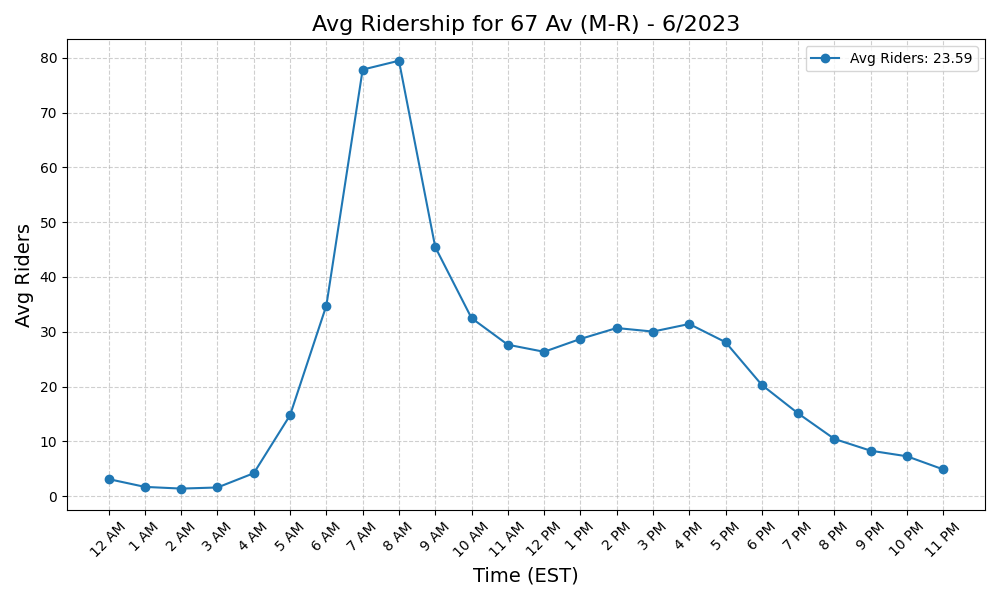 Avg Ridership for 67 Av (M-R) - 6/2023
Avg Riders: 23.59
Avg Riders
80
70
60
50
40
30
20
10
0
12 AM
1 AM
2 AM
3 AM
4 AM
5 AM
6 AM
7 AM
8 AM
9 AM
10 AM
11 AM
12 PM
1 PM
2 PM
3 PM
4 PM
5 PM
6 PM
7 PM
8 PM
9 PM
10 PM
11 PM
Time (EST)